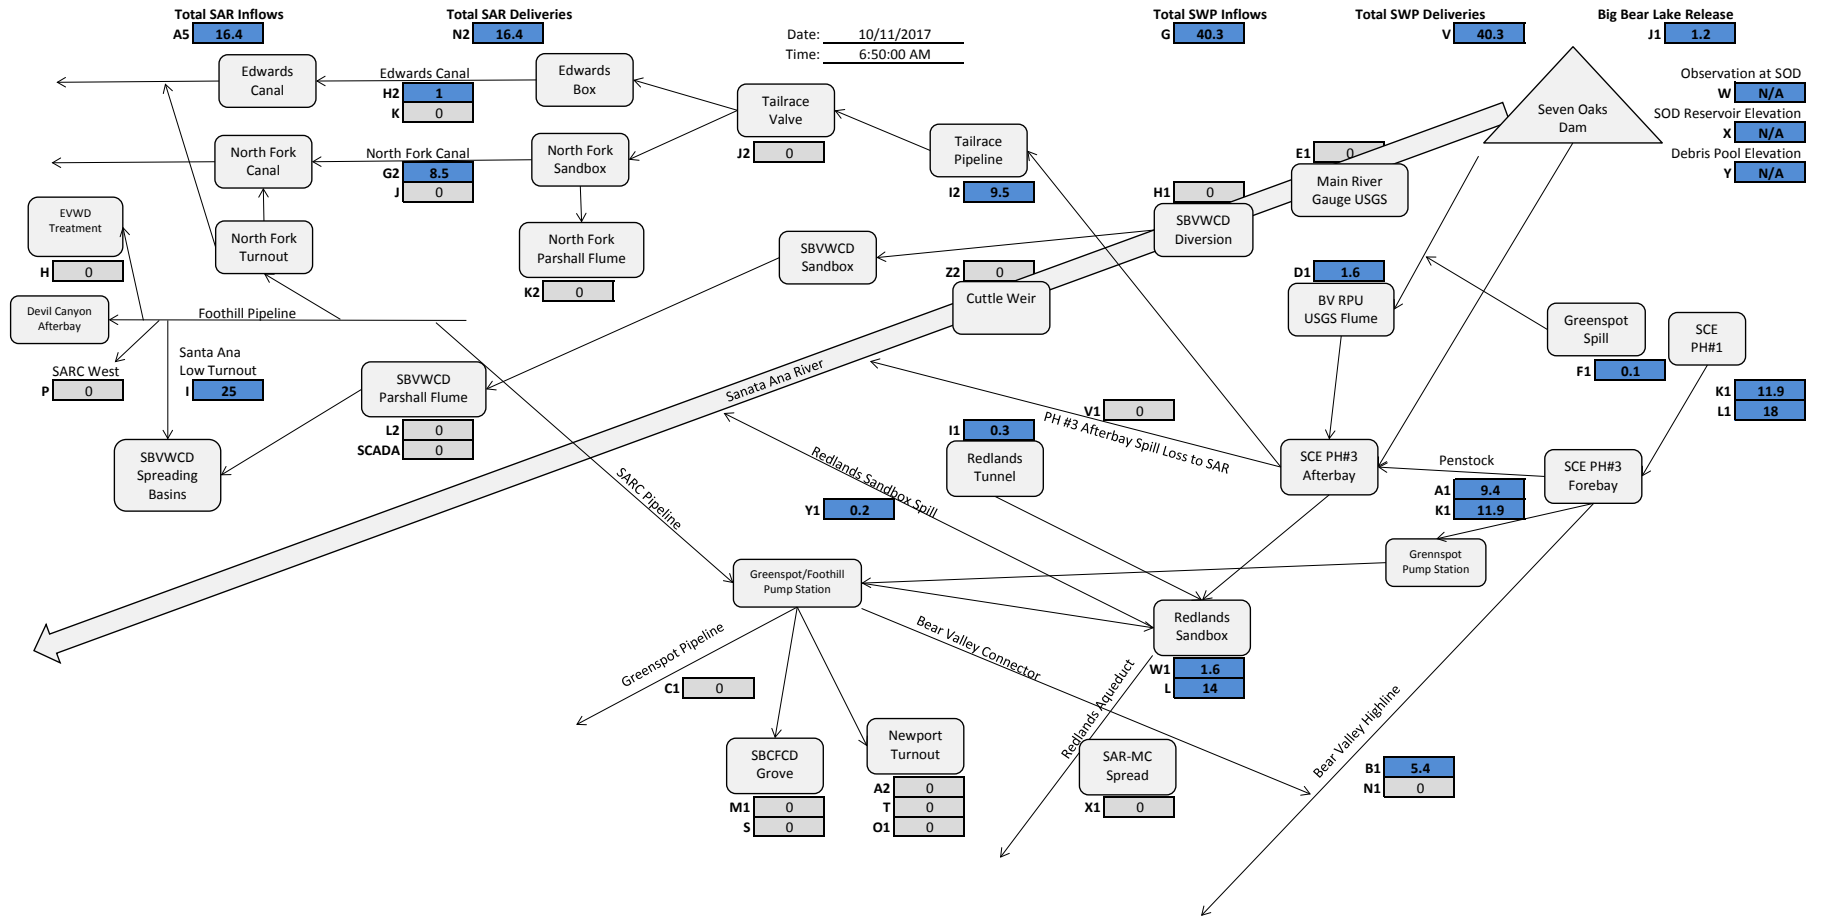 Total SAR Inflows
A5 16.4
Total SAR Deliveries
N2 16.4
Date: 10/11/2017
Time: 6:50:00 AM
Total SWP Inflows
G 40.3
Total SWP Deliveries
V 40.3
Big Bear Lake Release
J1 1.2
Observation at SOD
W N/A
SOD Reservoir Elevation
X N/A
Debris Pool Elevation
Y N/A
Edwards
Canal
Edwards Canal
H2 1
K 0
Edwards
Box
Tailrace
Valve
J2 0
Tailrace
Pipeline
I2 9.5
Seven Oaks
Dam
E1 0
Main River
Gauge USGS
H1 0
SBVWCD
Diversion
North Fork
Canal
North Fork Canal
G2 8.5
J 0
North Fork
Sandbox
EVWD
Treatment
H 0
North Fork
Turnout
North Fork
Parshall Flume
K2 0
SBVWCD
Sandbox
Z2 0
Cuttle Weir
D1 1.6
BV RPU
USGS Flume
Greenspot
Spill
F1 0.1
SCE
PH#1
K1 11.9
L1 18
Devil Canyon
Afterbay
Foothill Pipeline
SARC West
P 0
Santa Ana
Low Turnout
I 25
SBVWCD
Parshall Flume
L2 0
SCADA 0
Sanata Ana River
V1 0
PH #3 Afterbay Spill Loss to SAR
I1 0.3
Redlands
Tunnel
Redlands Sandbox Spill
Y1 0.2
SBVWCD
Spreading
Basins
SARC Pipeline
SCE PH#3
Afterbay
Penstock
A1 9.4
K1 11.9
SCE PH#3
Forebay
Grennspot
Pump Station
Greenspot/Foothill
Pump Station
Redlands
Sandbox
W1 1.6
L 14
Greenspot Pipeline
C1 0
Bear Valley Connector
Redlands Aqueduct
Bear Valley Highline
SBCFCD
Grove
M1 0
S 0
Newport
Turnout
A2 0
T 0
O1 0
SAR-MC
Spread
X1 0
B1 5.4
N1 0